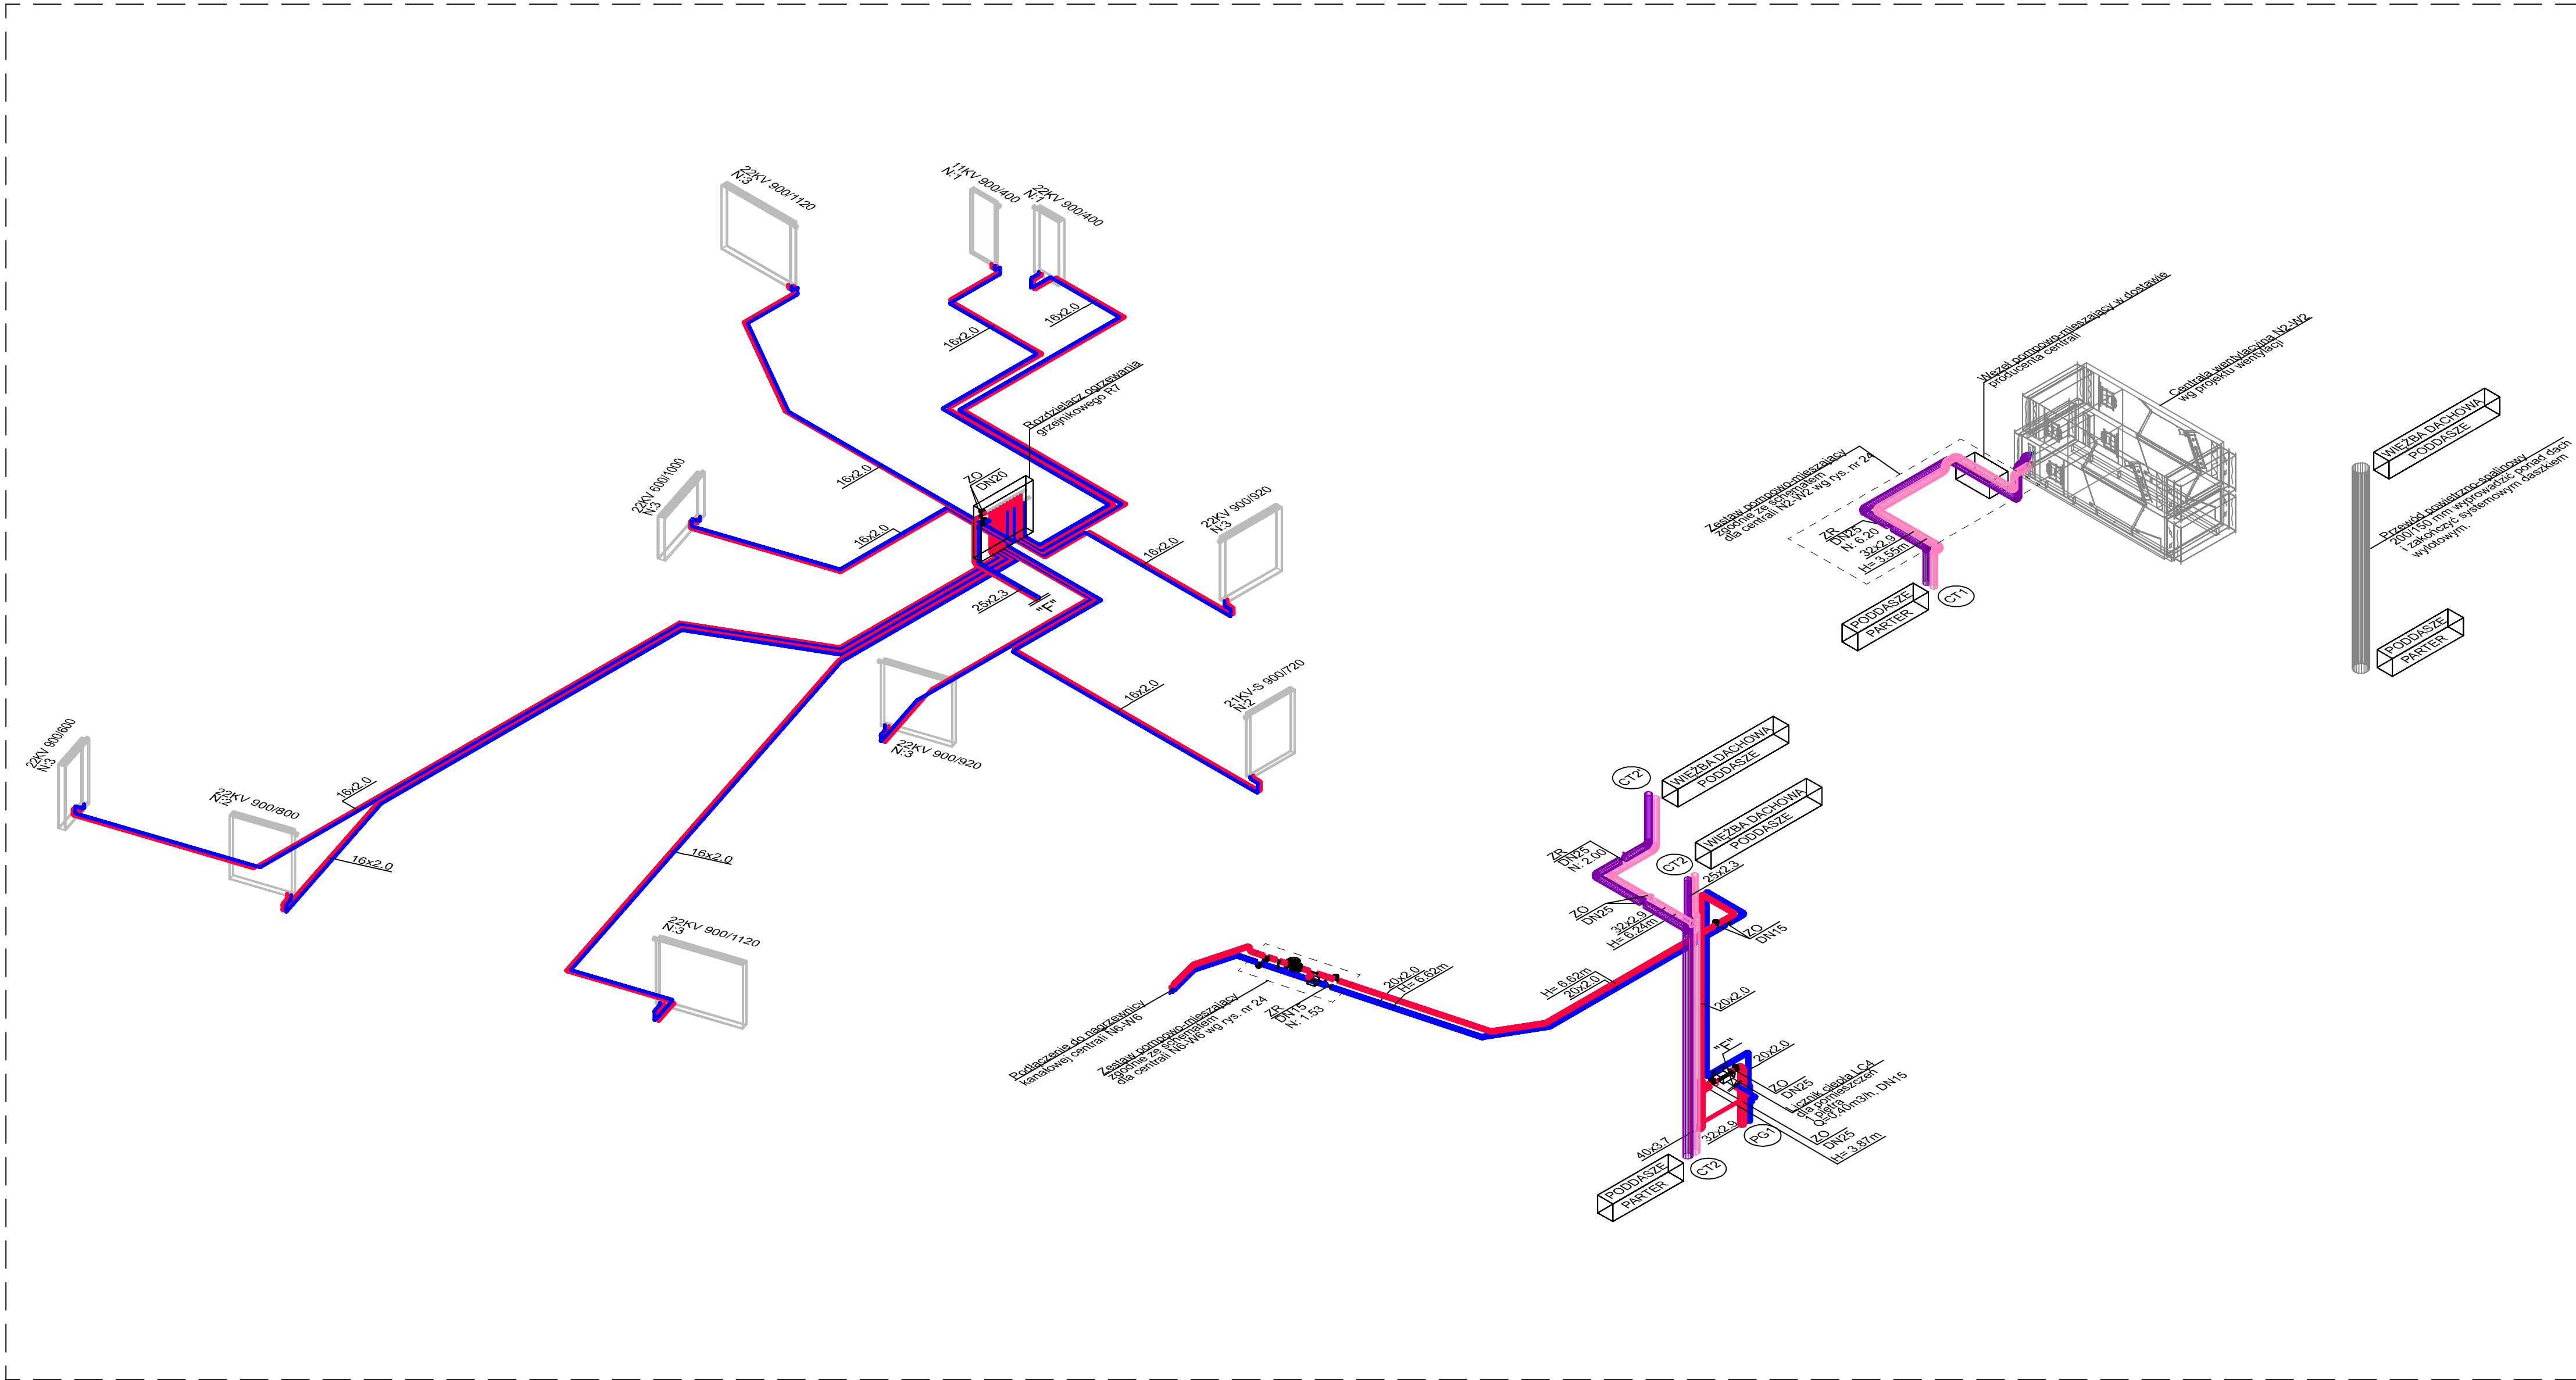 22KV 900/1120
N:3
11KV 900/400
N:1
22KV 900/400
N:1
16x2.0
16x2.0
Rozdzielacz ogrzewania
grzejnikowego R7
ZO
DN20
16x2.0
22KV 600/1000
N:3
16x2.0
22KV 900/920
N:3
16x2.0
25x2.3
"F"
21KV-S 900/720
N:2
16x2.0
22KV 900/920
N:3
22KV 900/600
N:3
22KV 900/800
N:2
16x2.0
16x2.0
16x2.0
22KV 900/1120
N:3
Węzeł pompowo-mieszający w dostawie
producenta centrali
Centrala wentylacyjna N2-W2
wg projektu wentylacji
Zestaw pompowo-mieszający
zgodnie ze schematem
dla centrali N2-W2 wg rys. nr 24
ZR
DN25
N: 6.20
32x2.9
H= 3.55m
CT1
PODDASZE
PARTER
WIEŹBA DACHOWA
PODDASZE
Przewód powietrzno-spalinowy
200/150 mm wyprowadzić ponad dach
i zakończyć systemowym daszkiem
wylotowym.
PODDASZE
PARTER
CT2'
WIEŹBA DACHOWA
PODDASZE
WIEŹBA DACHOWA
PODDASZE
CT2
25x2.3
ZR
DN25
N: 2.00
ZO
DN25
32x2.9
H= 6.24m
ZO
DN15
H= 6.62m
20x2.0
20x2.0
H= 6.62m
ZR
DN15
N: 1.53
Podłączenie do nagrzewnicy
kanałowej centrali N6-W6
Zestaw pompowo-mieszający
zgodnie ze schematem
dla centrali N6-W6 wg rys. nr 24
20x2.0
"F"
20x2.0
ZO
DN25
Licznik ciepła LC4
dla pomieszczeń
1 piętra
Q=0,40m3/h, DN15
ZO
DN25
H= 3.87m
40x3.7
32x2.9
PG1
CT2
PODDASZE
PARTER